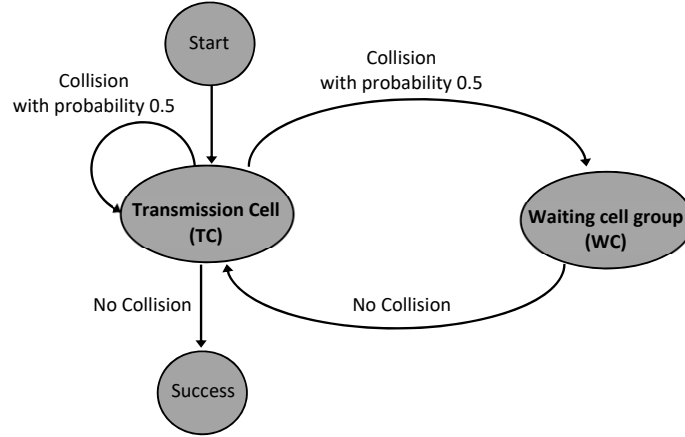 Start
Collision
with probability 0.5
Collision
with probability 0.5
Transmission Cell
(TC)
Waiting cell group
(WC)
No Collision
No Collision
Success